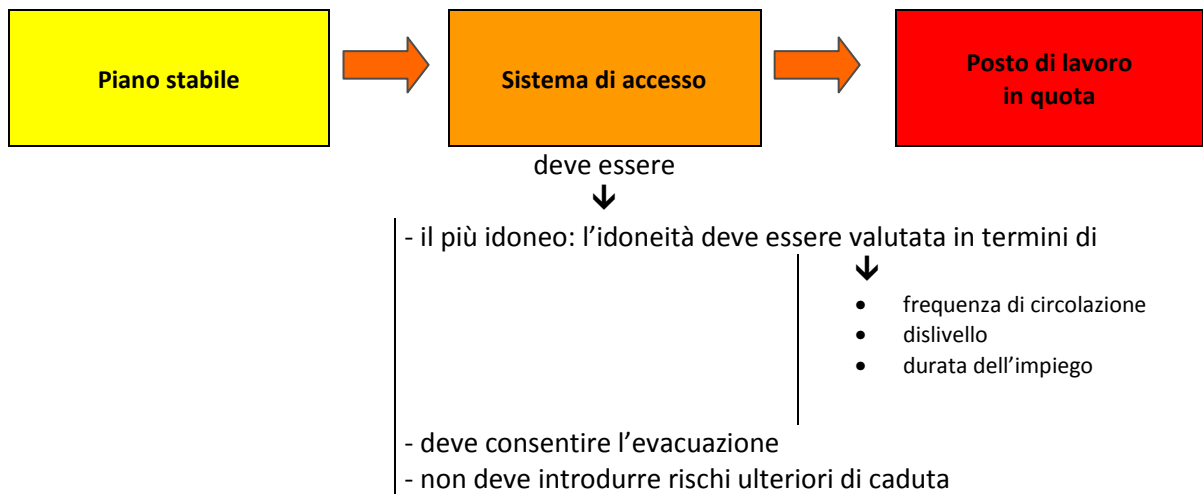 Piano stabile
Sistema di accesso
Posto di lavoro
in quota
deve essere
- il più idoneo: l’idoneità deve essere valutata in termini di
• frequenza di circolazione
• dislivello
• durata dell’impiego
- deve consentire l’evacuazione
- non deve introdurre rischi ulteriori di caduta